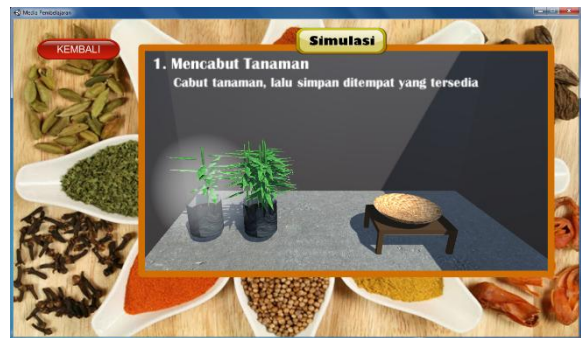 Media Pembelajaran
KEMBALI
Simulasi
1. Mencabut Tanaman
Cabut tanaman, lalu simpan ditempat yang tersedia